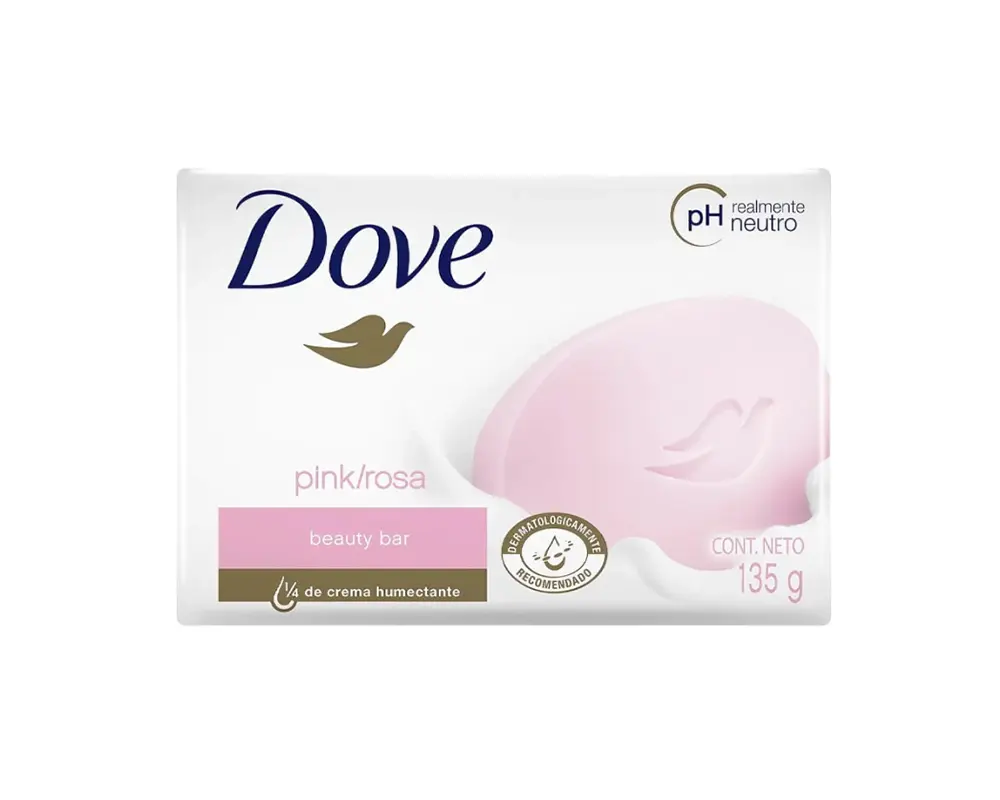 Dove
pH realmente
neutro
pink/rosa
beauty bar
1/4 de crema humectante
DERMATOLOGICAMENTE
RECOMENDADO
CONT. NETO
135 g